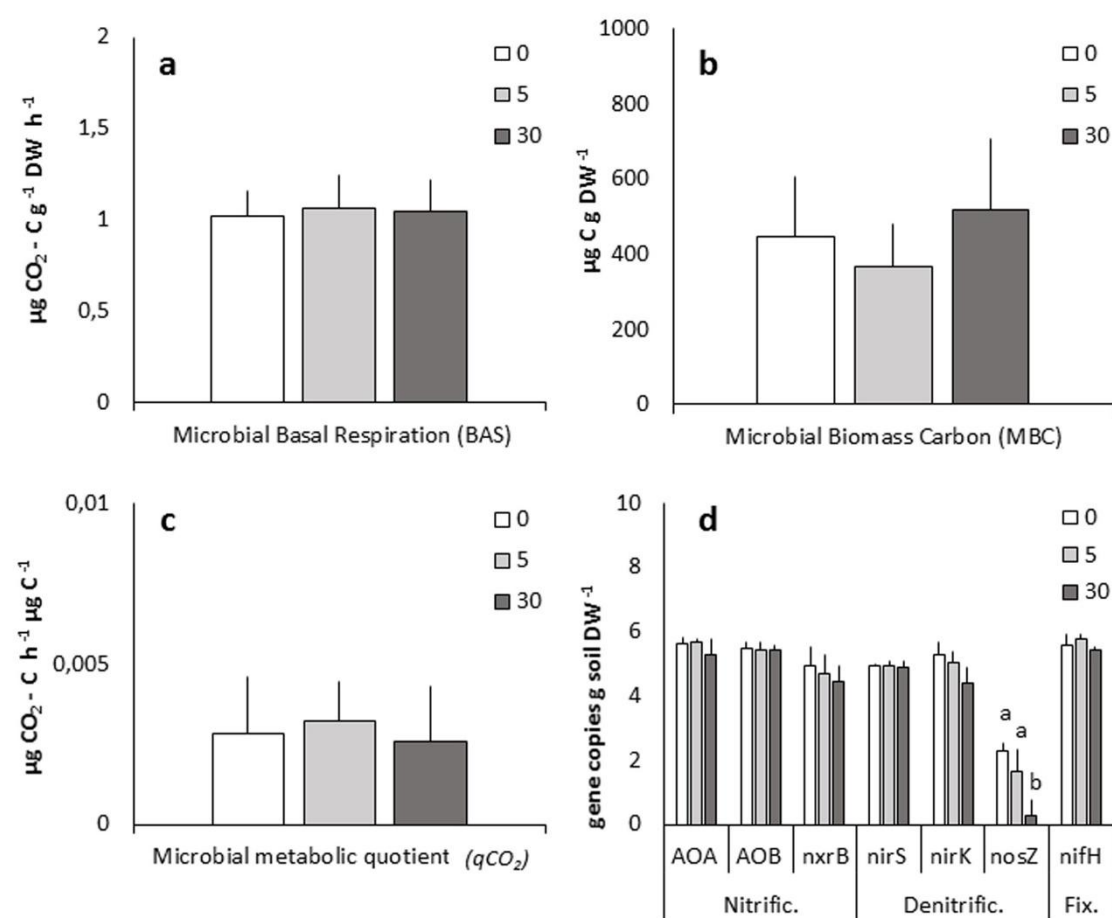 a
2
1,5
1
0,5
0
µg CO₂ - C g⁻¹ DW h⁻¹
0
5
30
Microbial Basal Respiration (BAS)
b
1000
800
600
400
200
0
µg C g DW⁻¹
0
5
30
Microbial Biomass Carbon (MBC)
c
0,01
0,005
0
µg CO₂ - C h⁻¹ µg C⁻¹
0
5
30
Microbial metabolic quotient (qCO₂)
d
10
8
6
4
2
0
gene copies g soil DW⁻¹
0
5
30
a
a
b
AOA AOB nxrB nirS nirK nosZ nifH
Nitrific. Denitrific. Fix.